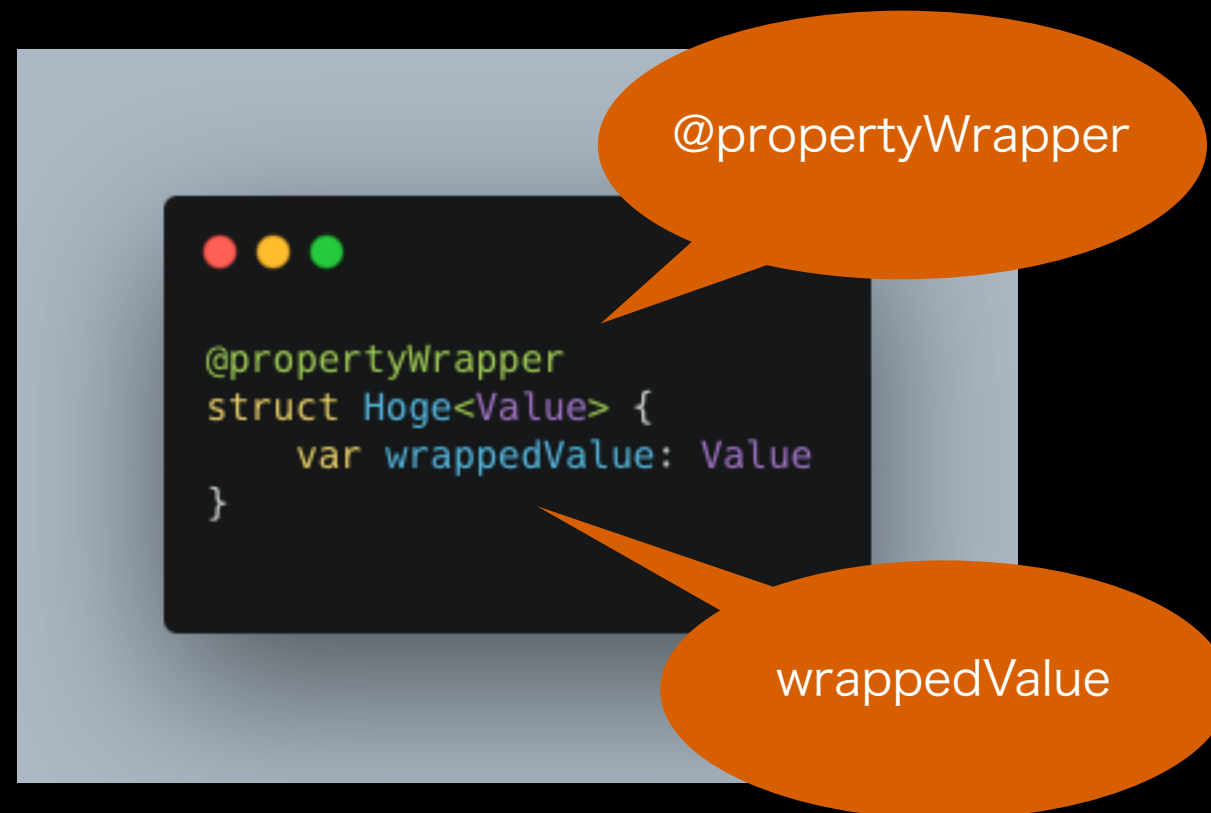 @propertyWrapper
@propertyWrapper
struct Hoge<Value> {
    var wrappedValue: Value
}
wrappedValue